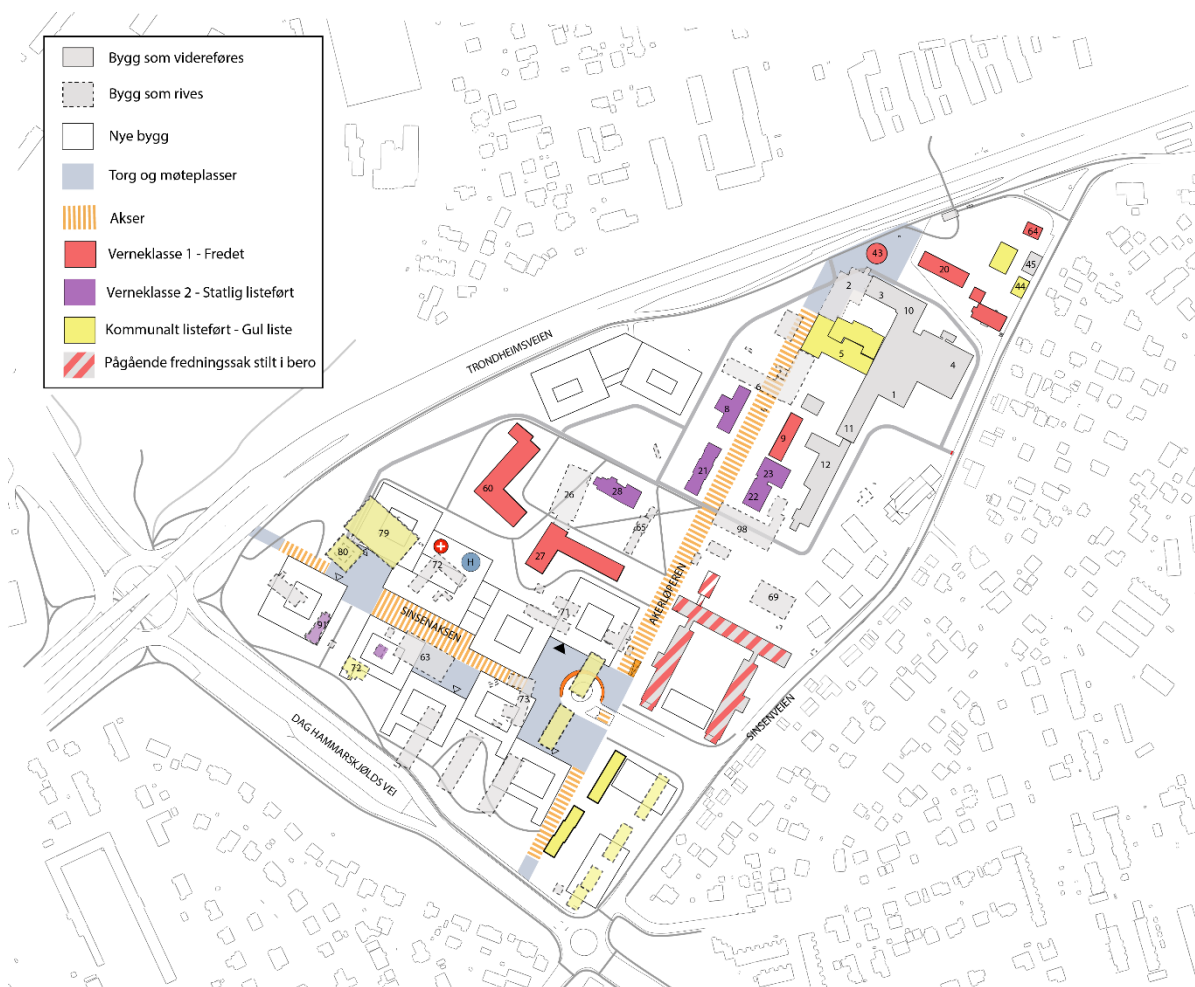 Bygg som videreføres
Bygg som rives
Nye bygg
Torg og møteplasser
Akser
Verneklasse 1 - Fredet
Verneklasse 2 - Statlig listeført
Kommunalt listeført - Gul liste
Pågående fredningssak stilt i bero
TRONDHEIMSVEIEN
43
64
20
45
44
2
3
10
5
4
6
1
8
9
11
12
21
23
22
28
26
60
65
98
27
79
80
72
H
71
69
AKERLØPEREN
SINSENAKSEN
91
63
72
73
SINSENVEIEN
DAG HAMMARSKJØLDS VEI